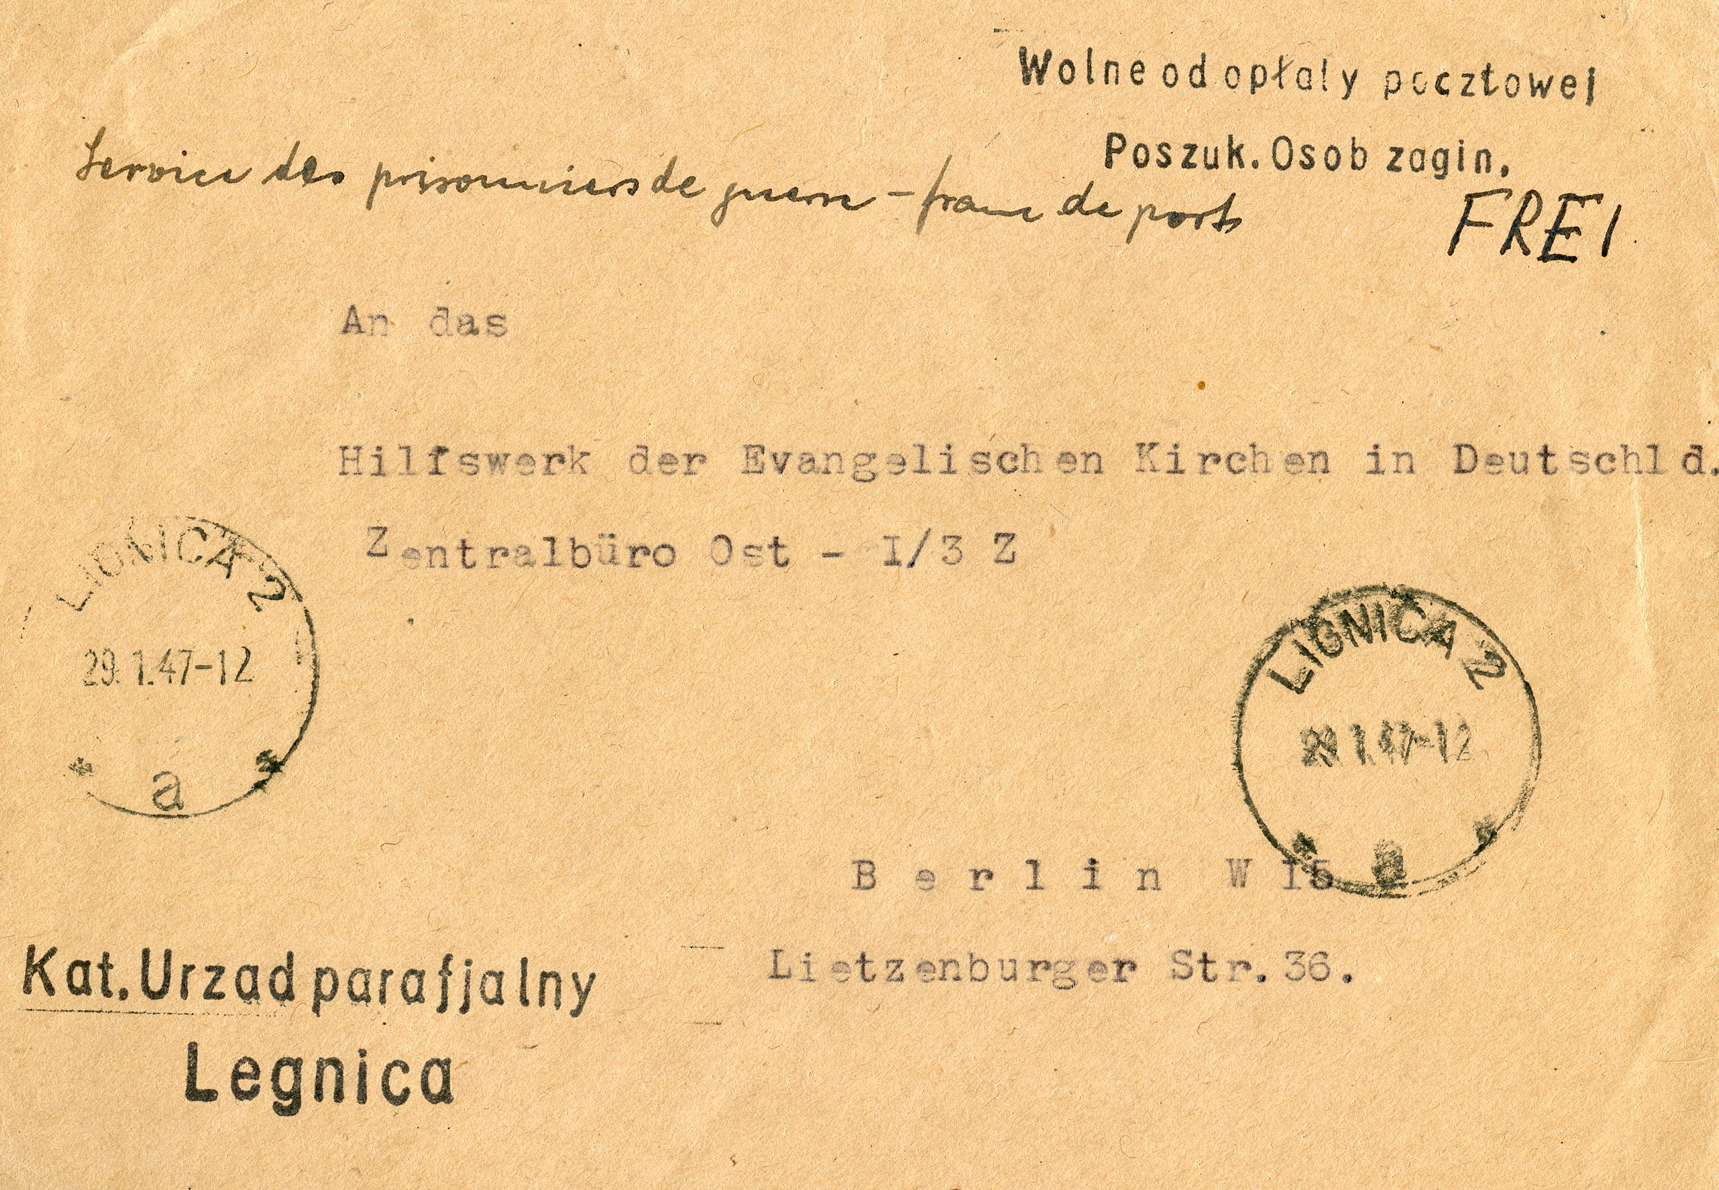 Wolne od opłaty pocztowej
Poszuk. Osob zagin.
Service des prisonniers de guerre – franc de port
FREI
An das
Hilfswerk der Evangelischen Kirchen in Deutschld.
Zentralbüro Ost - I/3 Z
LIGNICA 2
29.1.47-12
a
LIGNICA 2
29.1.47-12
a
Berlin W 15
Lietzenburger Str. 36.
Kat. Urzad parafjalny
Legnica